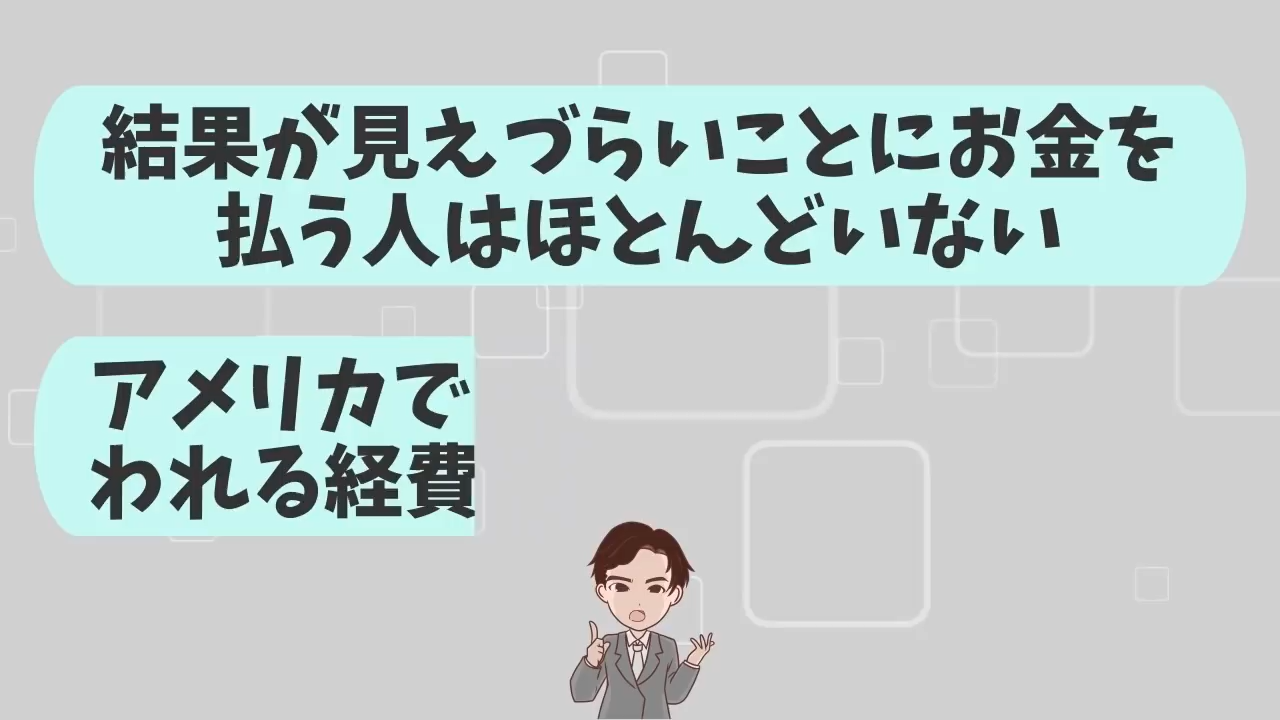 結果が見えづらいことにお金を
払う人はほとんどいない
アメリカで
われる経費